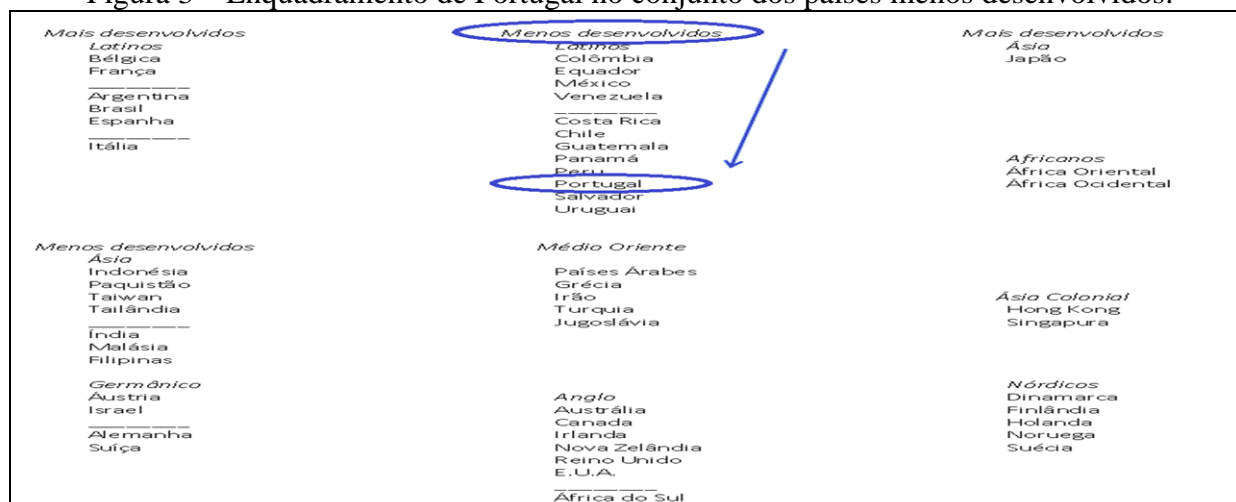 Figura 3 – Enquadramento de Portugal no conjunto dos países menos desenvolvidos.
Mais desenvolvidos
Latinos
Bélgica
França
Argentina
Brasil
Espanha
Itália
Menos desenvolvidos
Latinos
Colômbia
Equador
México
Venezuela
Costa Rica
Chile
Guatemala
Panamá
Peru
Portugal
Salvador
Uruguai
Mais desenvolvidos
Ásia
Japão
Africanos
África Oriental
África Ocidental
Menos desenvolvidos
Ásia
Indonésia
Paquistão
Taiwan
Tailândia
Índia
Malásia
Filipinas
Médio Oriente
Países Árabes
Grécia
Irão
Turquia
Jugoslávia
Ásia Colonial
Hong Kong
Singapura
Germânico
Áustria
Israel
Alemanha
Suíça
Anglo
Austrália
Canada
Irlanda
Nova Zelândia
Reino Unido
E.U.A.
África do Sul
Nórdicos
Dinamarca
Finlândia
Holanda
Noruega
Suécia